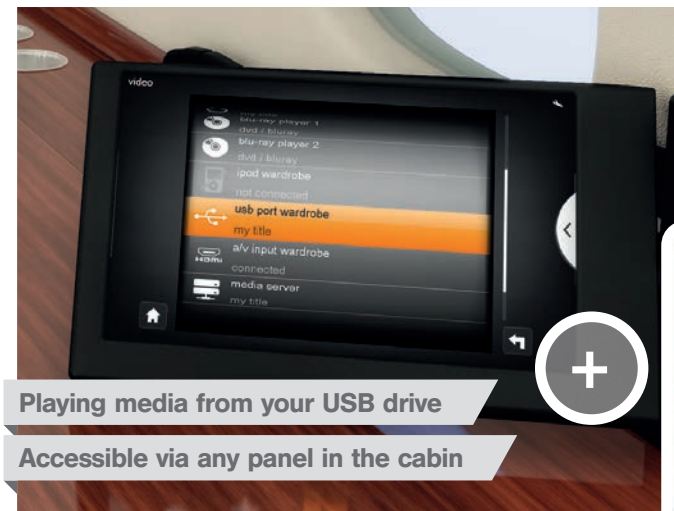 video
blu-ray player 1
dvd / bluray
blu-ray player 2
dvd / bluray
ipod wardrobe
not connected
usb port wardrobe
my title
a/v input wardrobe
HDMI
connected
media server
my title
+
Playing media from your USB drive
Accessible via any panel in the cabin